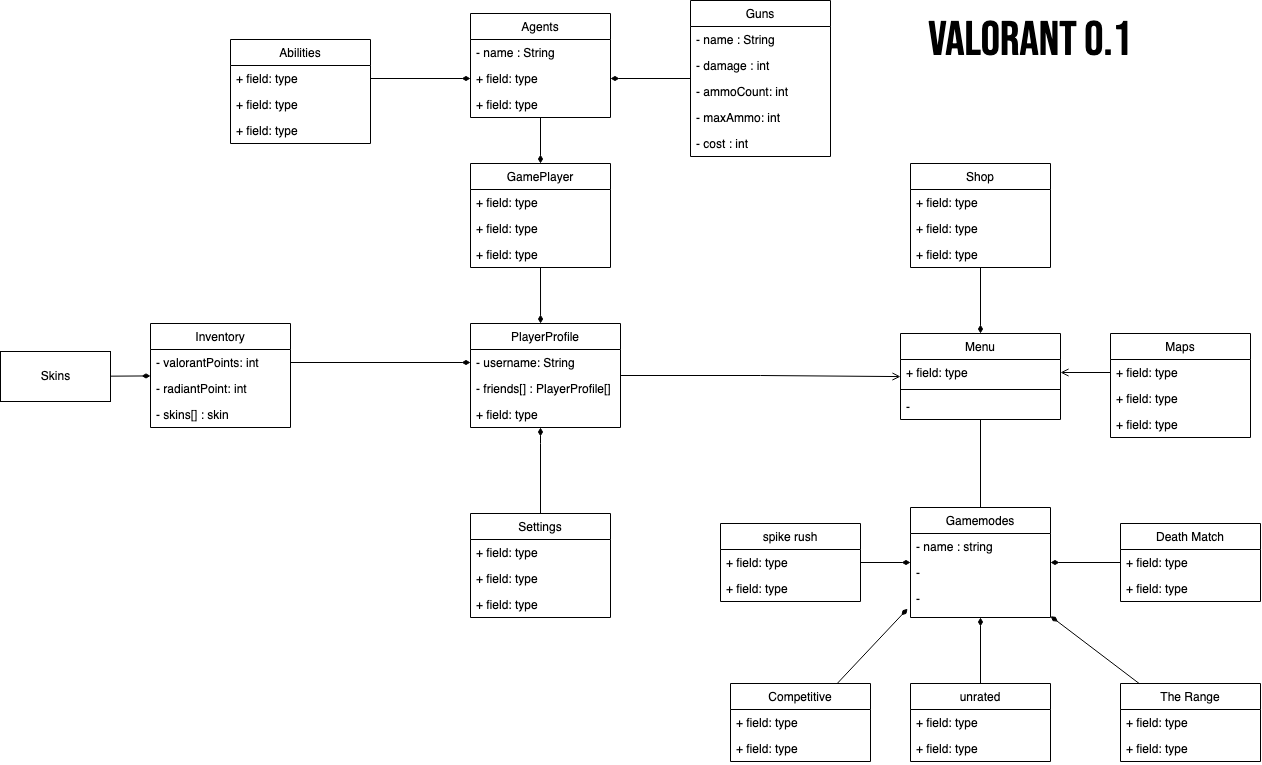 VALORANT 0.1
Abilities
+ field: type
+ field: type
+ field: type
Agents
- name : String
+ field: type
+ field: type
Guns
- name : String
- damage : int
- ammoCount: int
- maxAmmo: int
- cost : int
GamePlayer
+ field: type
+ field: type
+ field: type
Shop
+ field: type
+ field: type
+ field: type
Skins
Inventory
- valorantPoints: int
- radiantPoint: int
- skins[] : skin
PlayerProfile
- username: String
- friends[] : PlayerProfile[]
+ field: type
Menu
+ field: type
-
Maps
+ field: type
+ field: type
+ field: type
Settings
+ field: type
+ field: type
+ field: type
spike rush
+ field: type
+ field: type
Gamemodes
- name : string
-
-
Death Match
+ field: type
+ field: type
Competitive
+ field: type
+ field: type
unrated
+ field: type
+ field: type
The Range
+ field: type
+ field: type